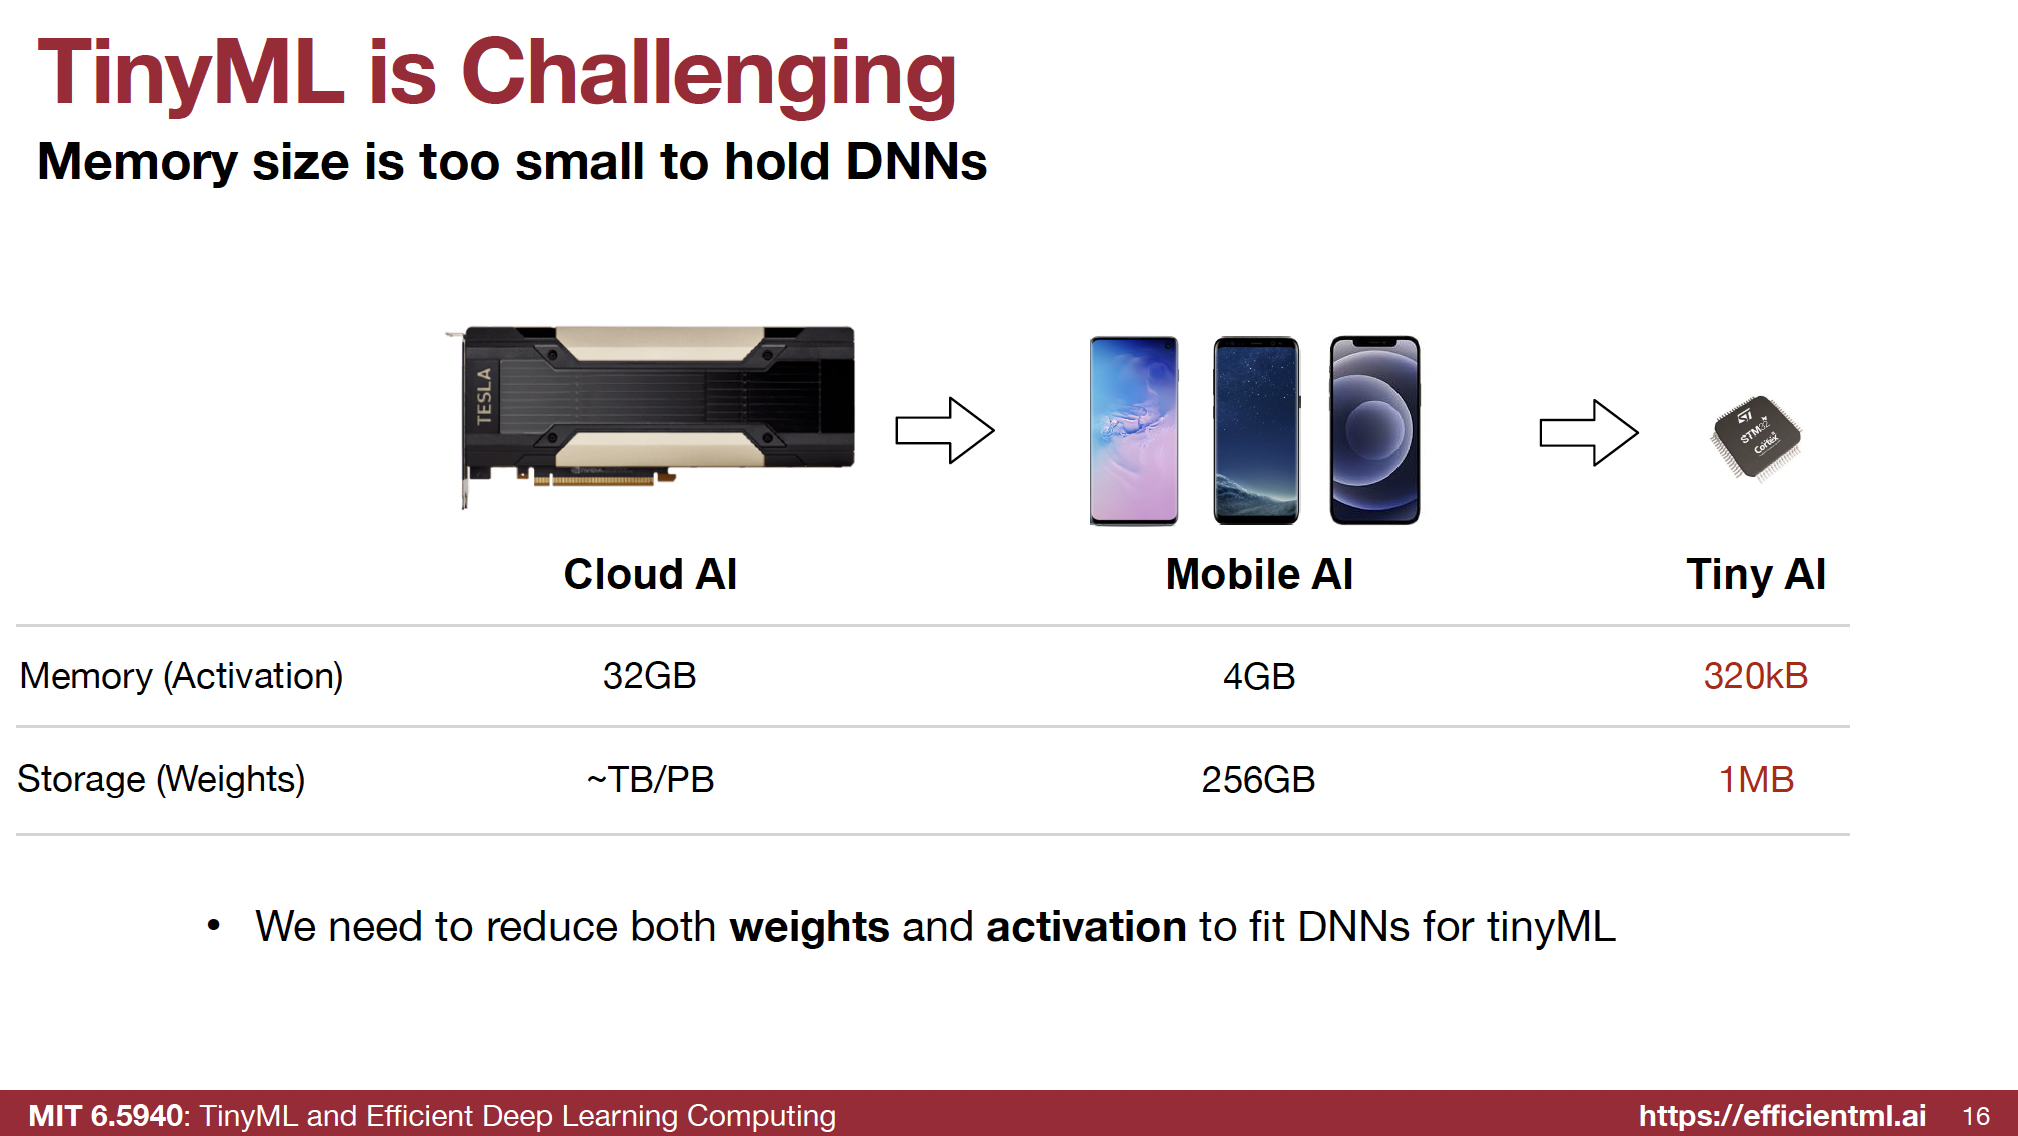 TinyML is Challenging
Memory size is too small to hold DNNs
TESLA
STM32
Cortex
Cloud AI
Mobile AI
Tiny AI
Memory (Activation)
32GB
4GB
320kB
Storage (Weights)
~TB/PB
256GB
1MB
• We need to reduce both weights and activation to fit DNNs for tinyML
MIT 6.5940: TinyML and Efficient Deep Learning Computing
https://efficientml.ai
16